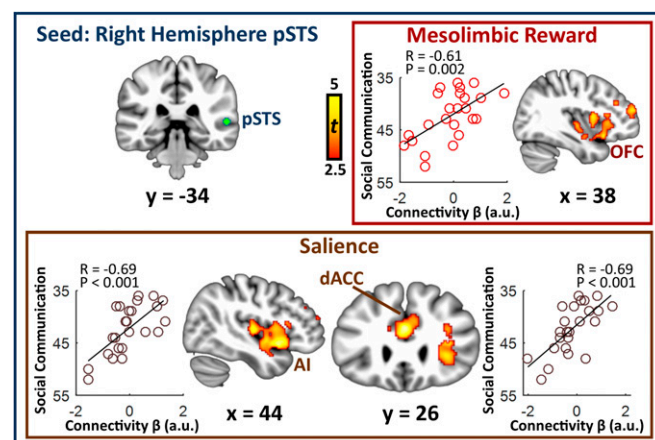 Seed: Right Hemisphere pSTS
pSTS
y = -34
5
t
2.5
Mesolimbic Reward
R = -0.61
P = 0.002
Social Communication
35
45
55
-2
0
2
Connectivity β (a.u.)
OFC
x = 38
Salience
R = -0.69
P < 0.001
Social Communication
35
45
55
-2
0
2
Connectivity β (a.u.)
AI
x = 44
dACC
y = 26
R = -0.69
P < 0.001
Social Communication
35
45
55
-2
0
2
Connectivity β (a.u.)